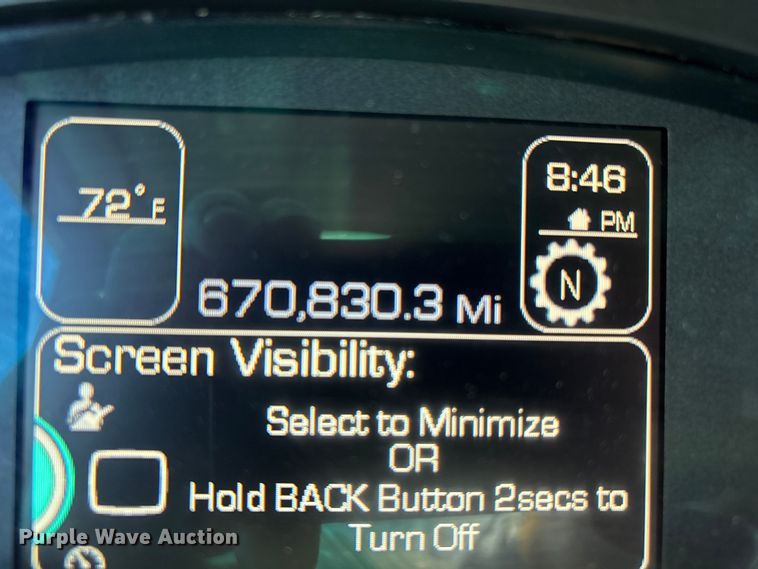 72° F
8:46
PM
N
670,830.3 Mi
Screen Visibility:
Select to Minimize
OR
Hold BACK Button 2secs to
Turn Off
Purple Wave Auction